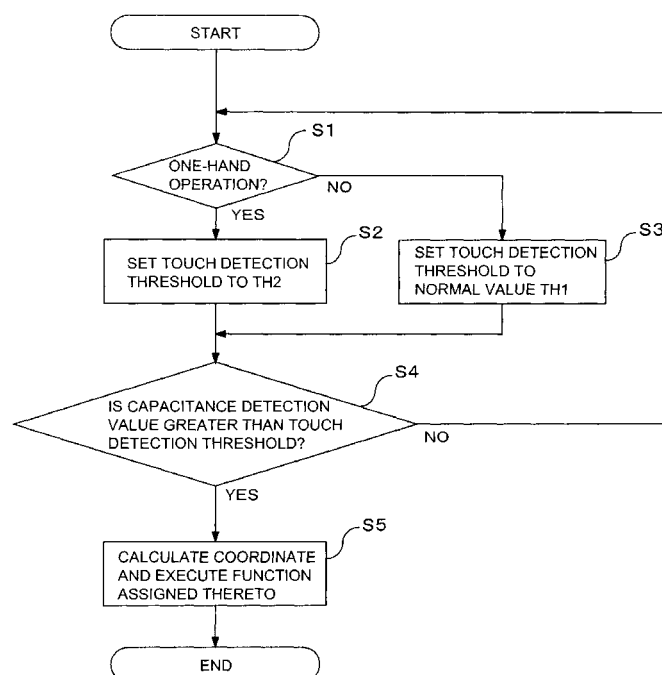 START
S1
ONE-HAND
OPERATION?
NO
YES
S2
SET TOUCH DETECTION
THRESHOLD TO TH2
S3
SET TOUCH DETECTION
THRESHOLD TO
NORMAL VALUE TH1
S4
IS CAPACITANCE DETECTION
VALUE GREATER THAN TOUCH
DETECTION THRESHOLD?
NO
YES
S5
CALCULATE COORDINATE
AND EXECUTE FUNCTION
ASSIGNED THERETO
END